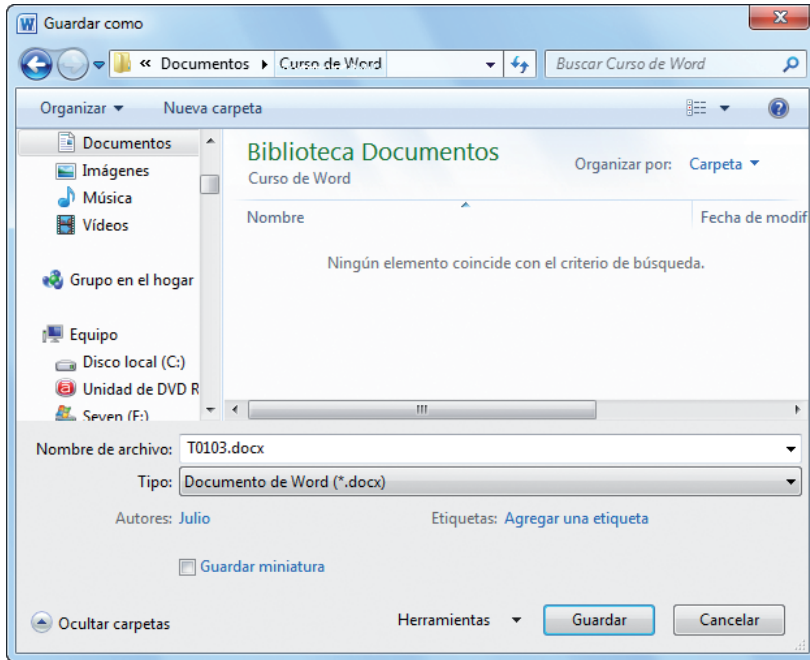 Guardar como
« Documentos Curso de Word
Buscar Curso de Word
Organizar
Nueva carpeta
Documentos
Imágenes
Música
Vídeos
Grupo en el hogar
Equipo
Disco local (C:)
Unidad de DVD R
Seven (E:)
Biblioteca Documentos
Curso de Word
Organizar por: Carpeta
Nombre
Fecha de modif
Ningún elemento coincide con el criterio de búsqueda.
Nombre de archivo: T0103.docx
Tipo: Documento de Word (*.docx)
Autores: Julio
Etiquetas: Agregar una etiqueta
Guardar miniatura
Ocultar carpetas
Herramientas
Guardar
Cancelar